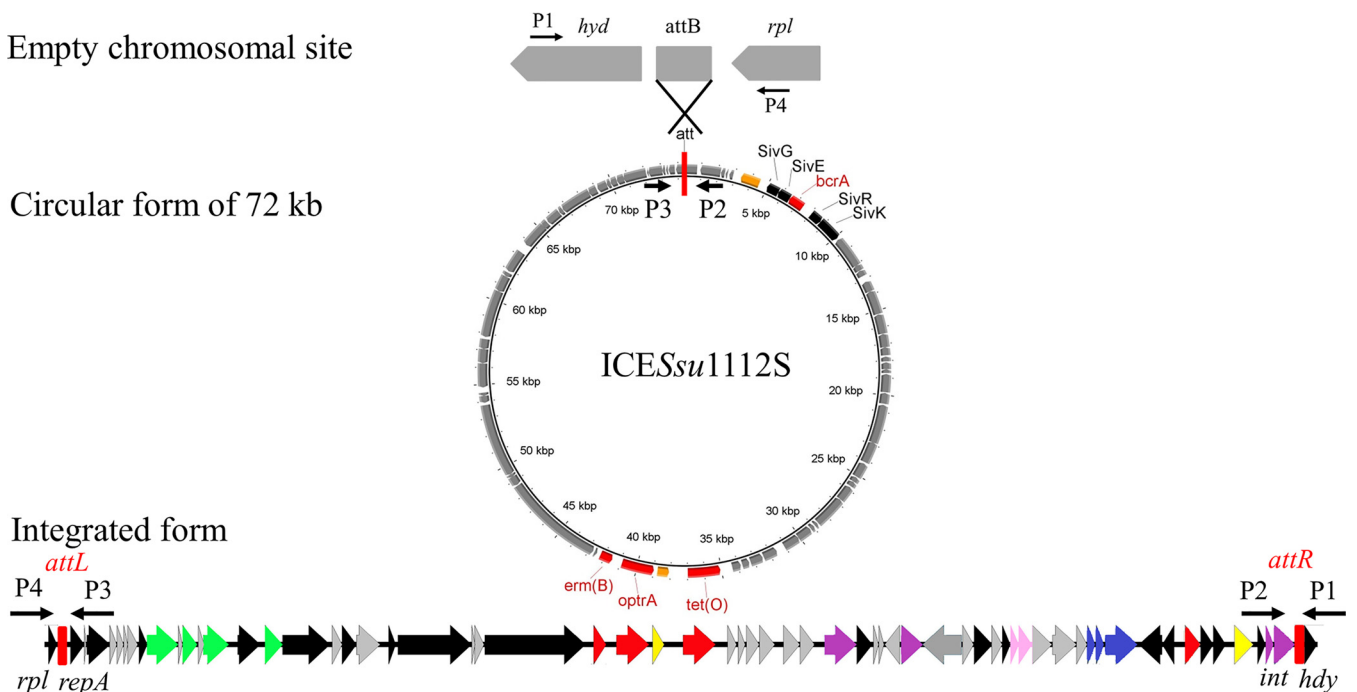 P1 hyd attB rpl
Empty chromosomal site
P4
att
SivG
SivE
bcrA
SivR
SivK
Circular form of 72 kb
P3 P2
70 kbp 5 kbp
65 kbp 10 kbp
60 kbp 15 kbp
ICESsu1112S
55 kbp 20 kbp
50 kbp 25 kbp
45 kbp 30 kbp
40 kbp 35 kbp
erm(B) optrA tet(O)
Integrated form
attL attR
P4 P3 P2 P1
rpl repA int hdy